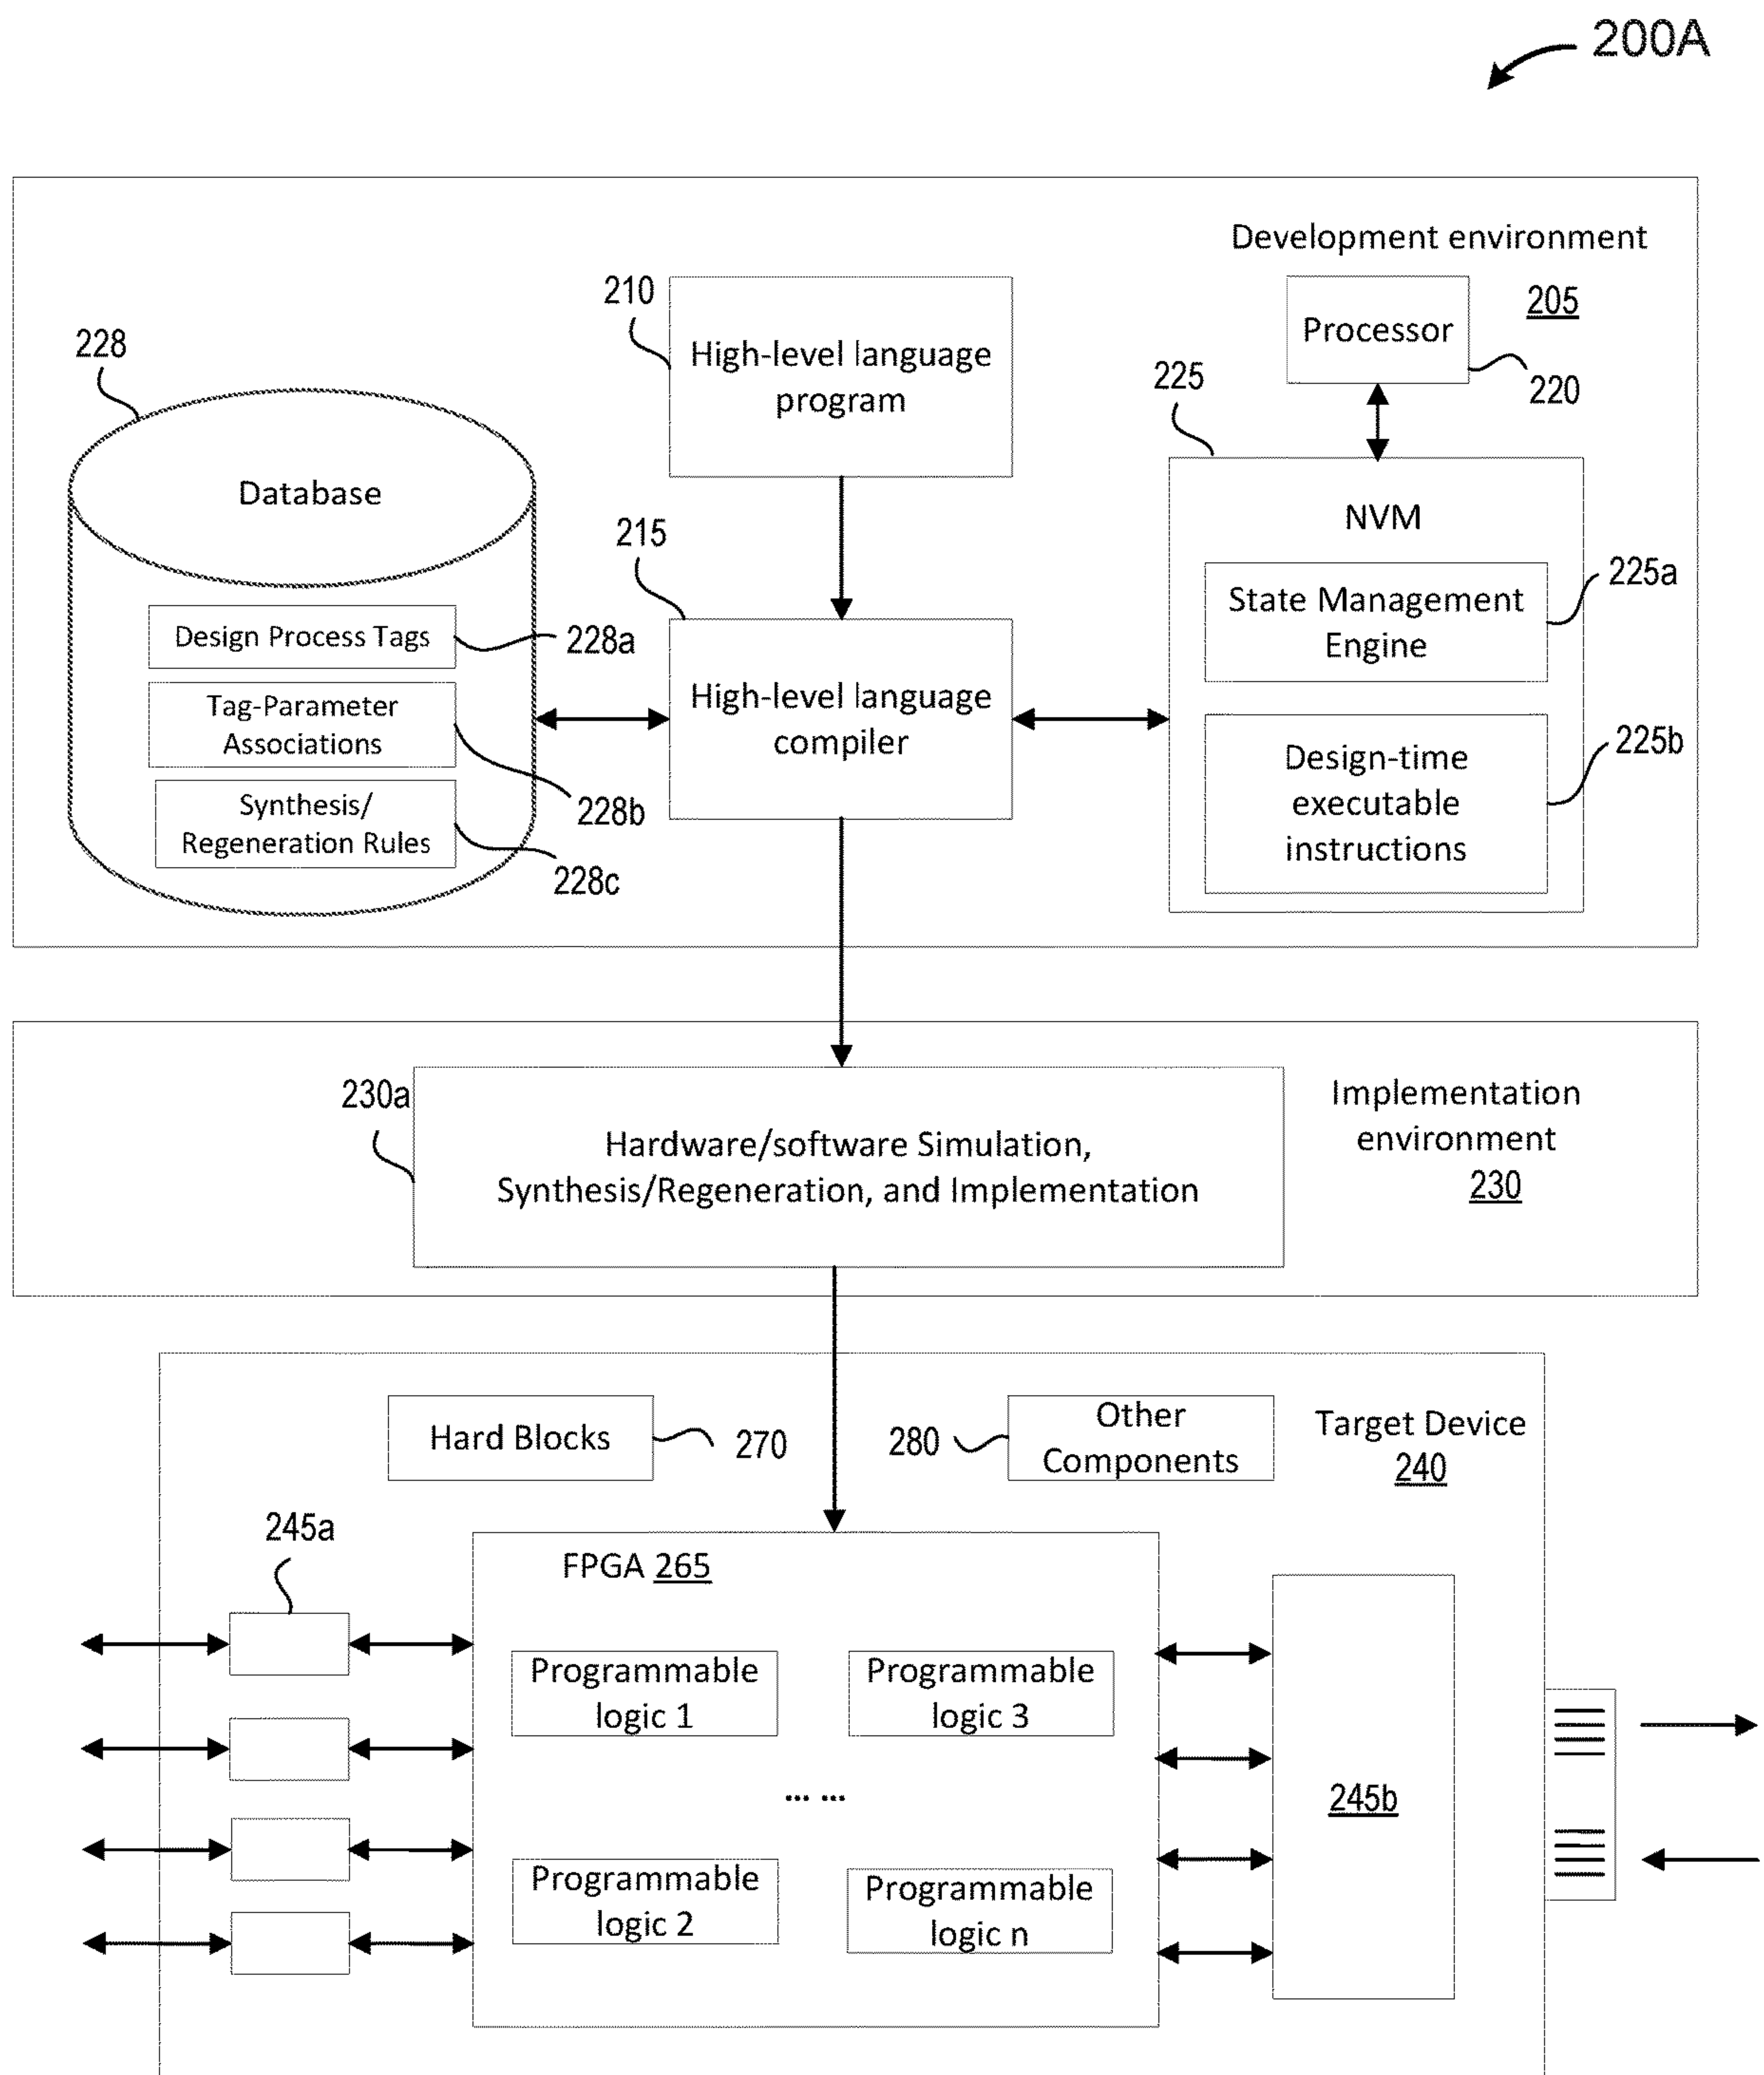 200A
Development environment
205
210
High-level language
program
Processor
220
228
Database
225
NVM
215
State Management
Engine
225a
Design Process Tags
228a
High-level language
compiler
Tag-Parameter
Associations
228b
Design-time
executable
instructions
225b
Synthesis/
Regeneration Rules
228c
230a
Hardware/software Simulation,
Synthesis/Regeneration, and Implementation
Implementation
environment
230
Hard Blocks
270
280
Other
Components
Target Device
240
245a
FPGA 265
Programmable
logic 1
Programmable
logic 3
... ...
Programmable
logic 2
Programmable
logic n
245b